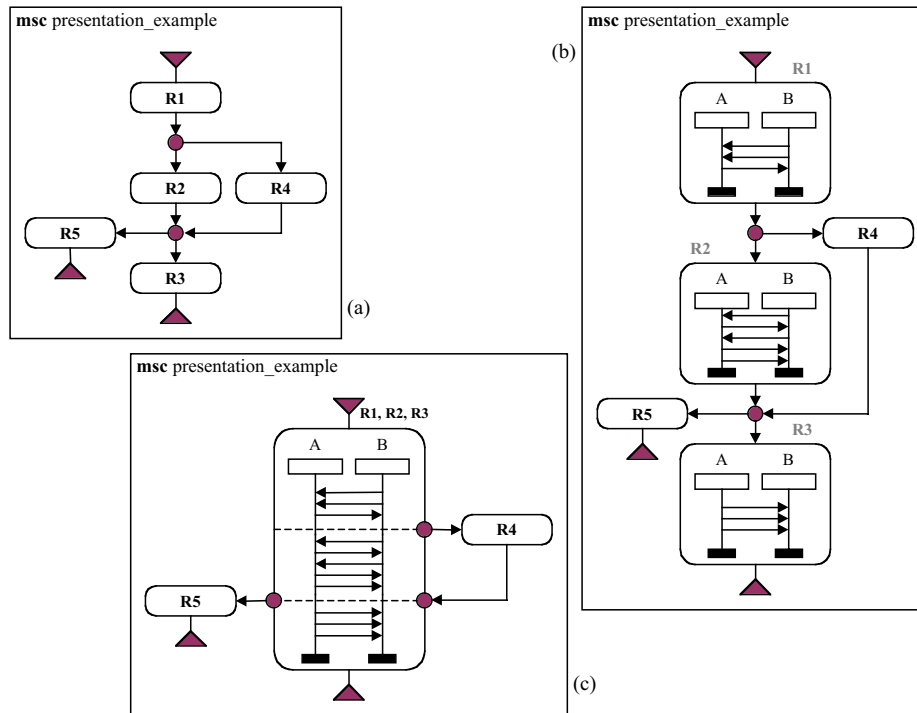 msc presentation_example
R1
R2
R4
R5
R3
(a)
(b)
msc presentation_example
R1
A B
R4
R2
A B
R5
R3
A B
msc presentation_example
R1, R2, R3
A B
R4
R5
(c)